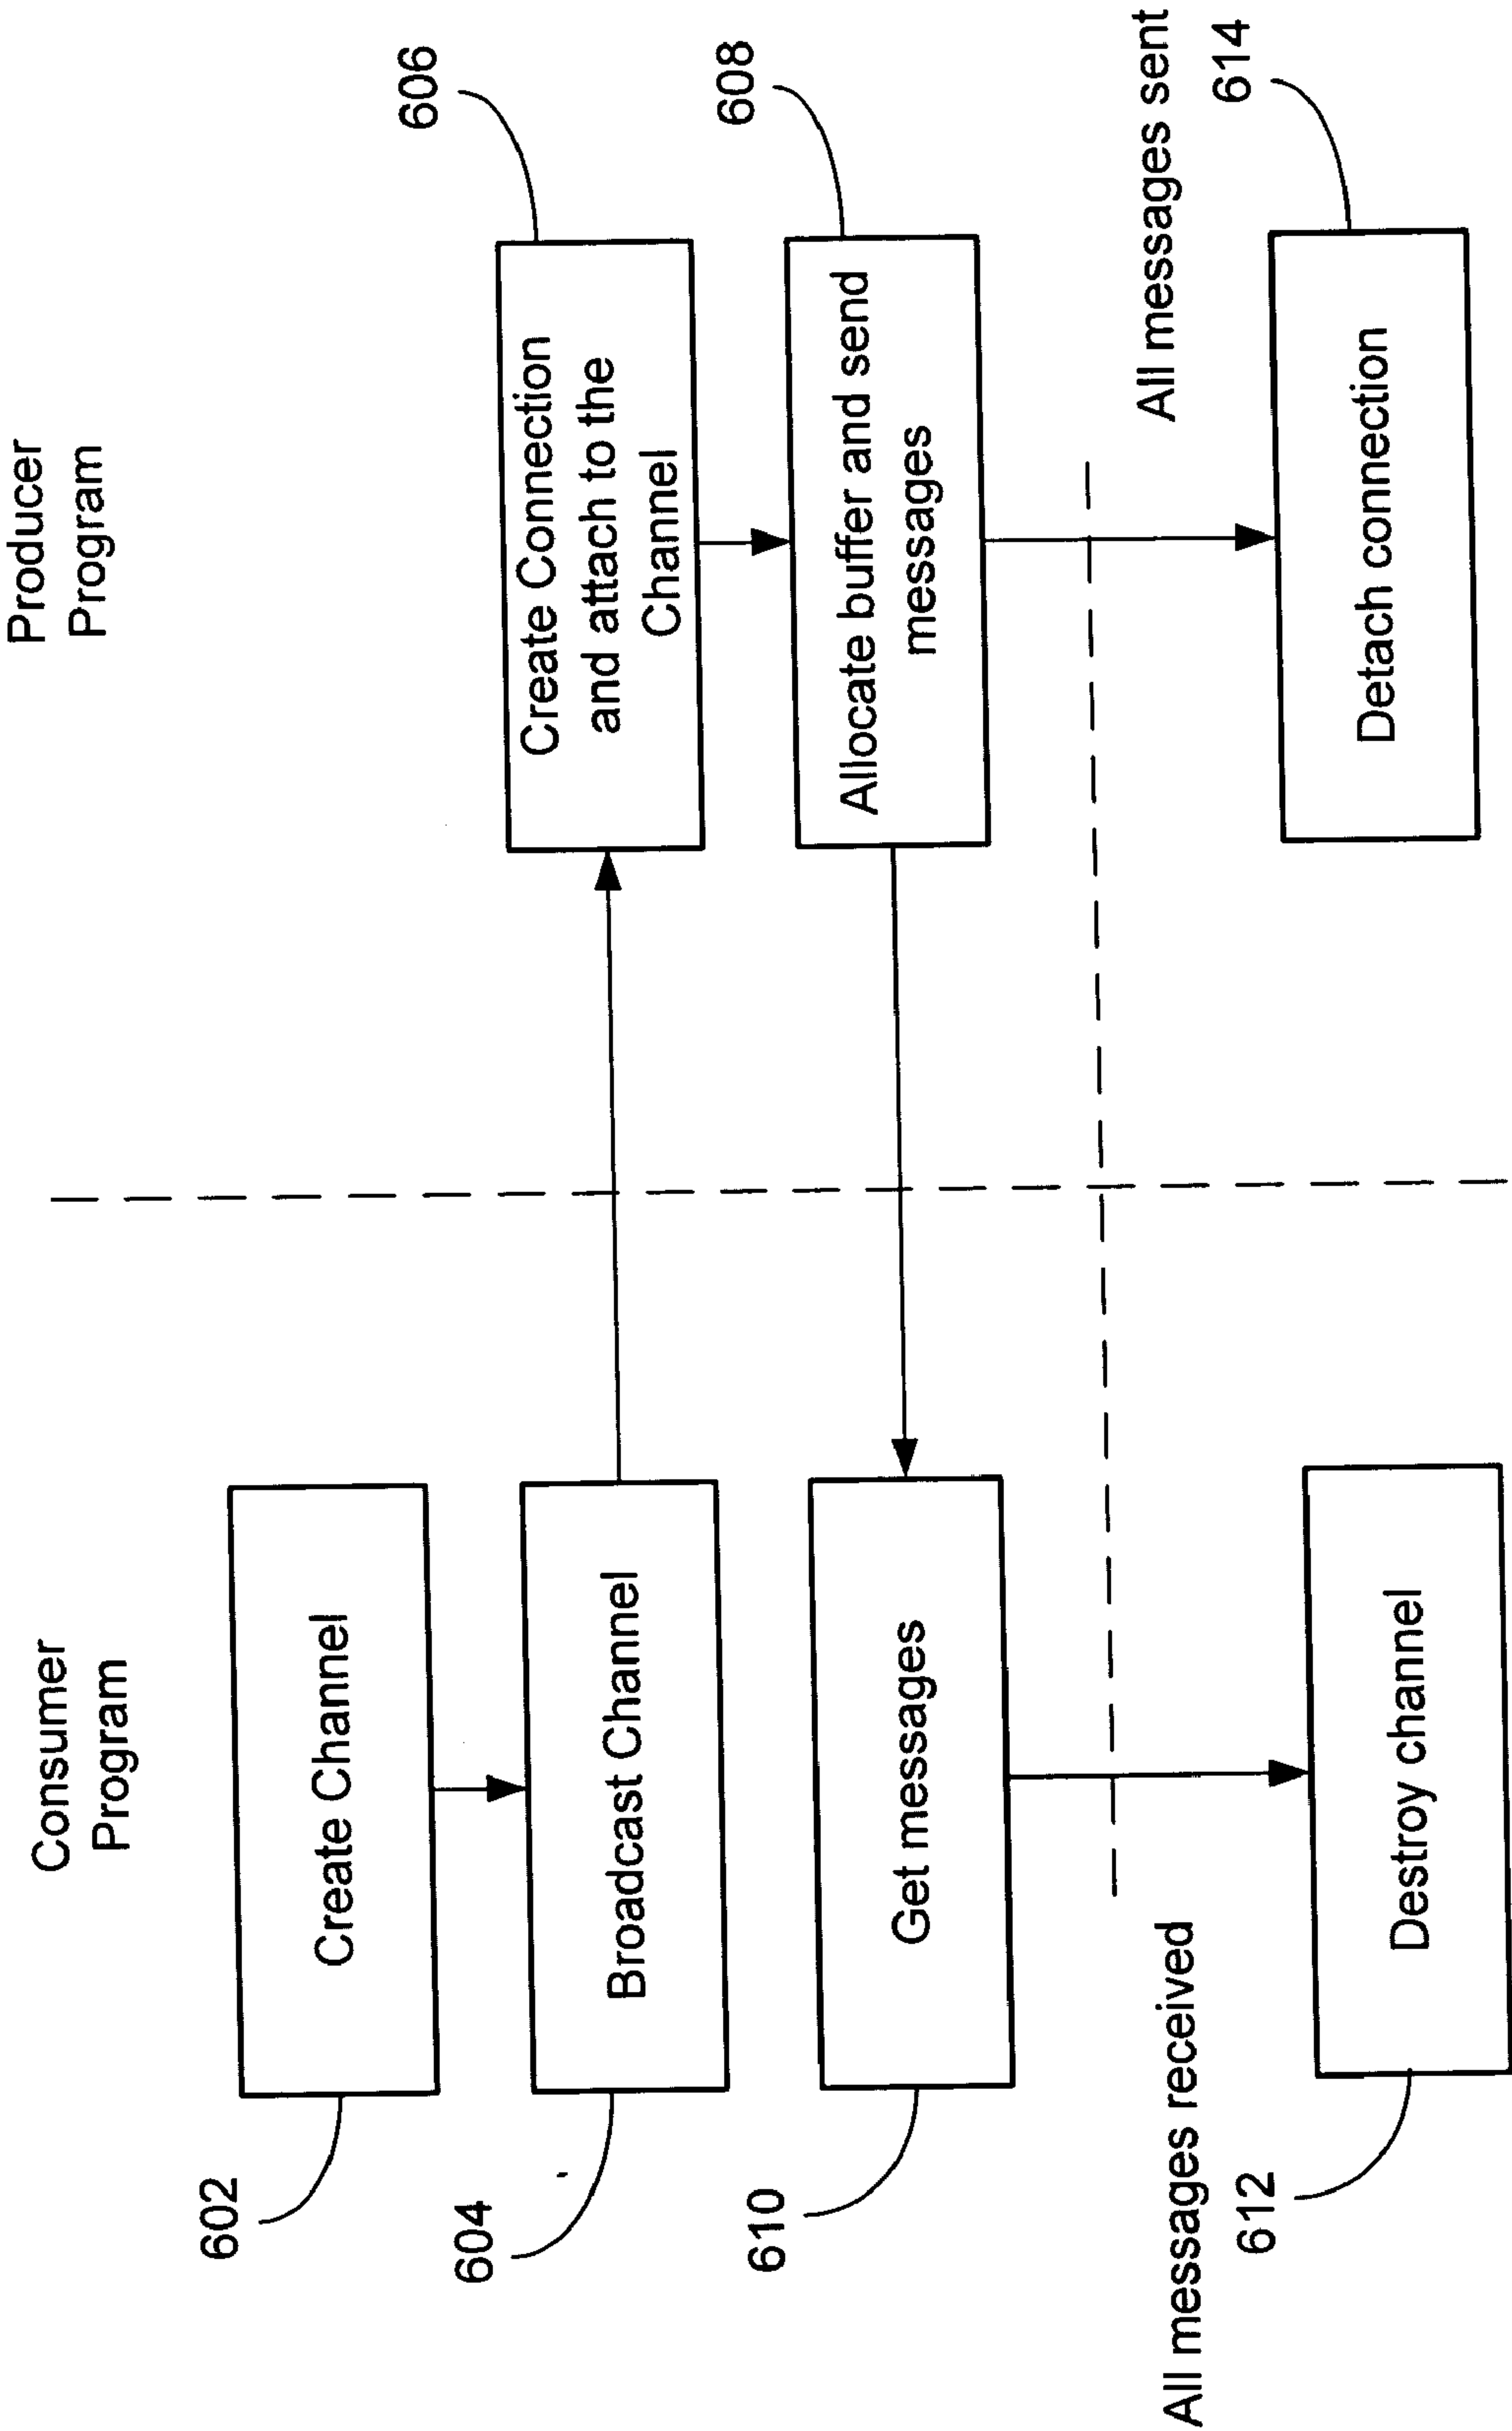 Consumer
Program
Producer
Program
602
Create Channel
604
Broadcast Channel
606
Create Connection
and attach to the
Channel
608
Allocate buffer and send
messages
610
Get messages
All messages received
All messages sent
612
Destroy channel
614
Detach connection